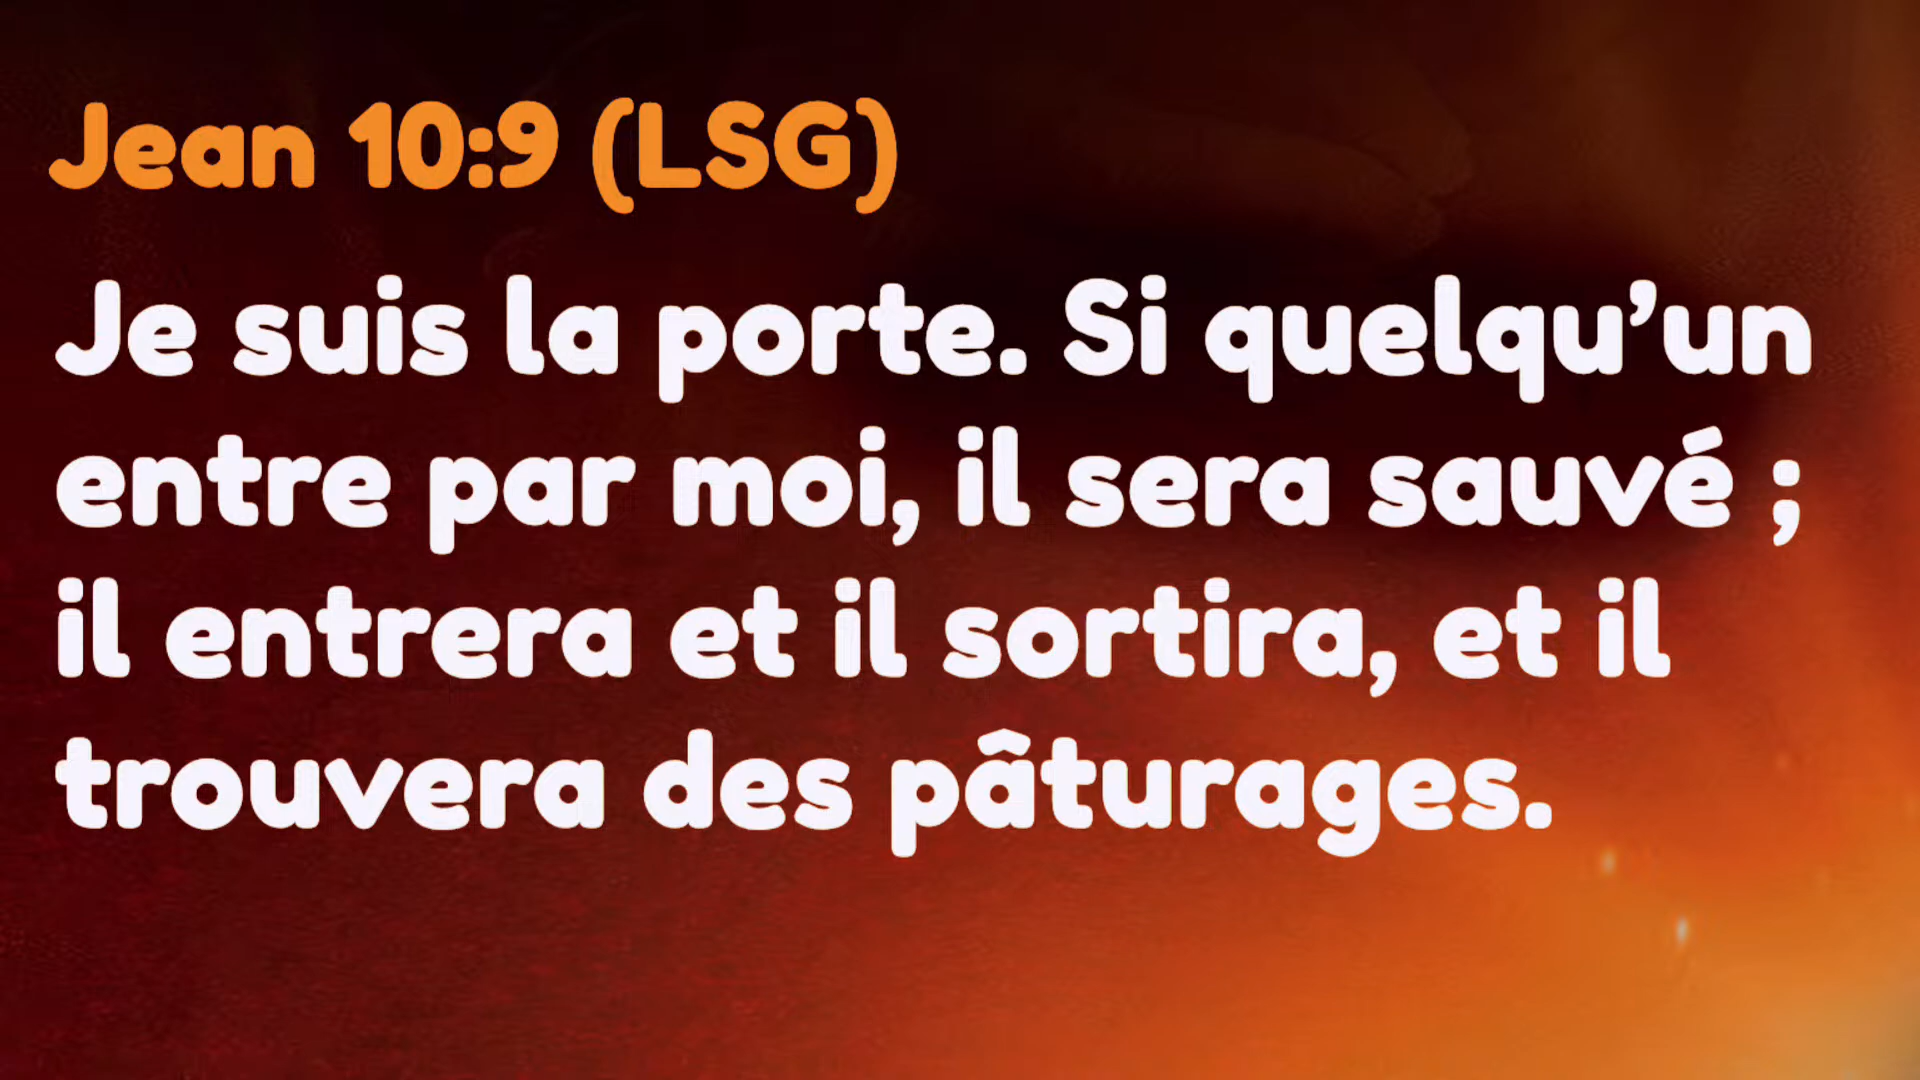 Jean 10:9 (LSG)
Je suis la porte. Si quelqu’un
entre par moi, il sera sauvé ;
il entrera et il sortira, et il
trouvera des pâturages.